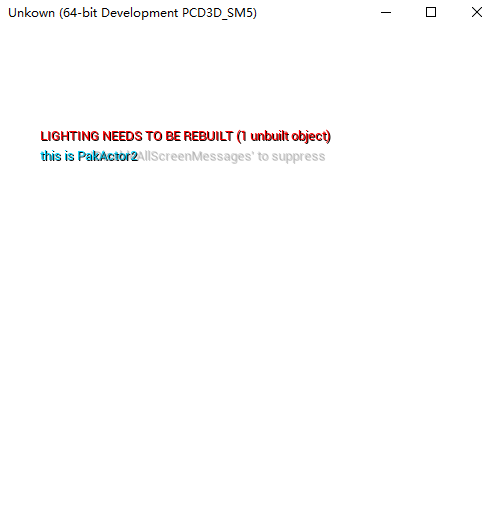 Unkown (64-bit Development PCD3D_SM5)
LIGHTING NEEDS TO BE REBUILT (1 unbuilt object)
this is PakActor2
AllScreenMessages' to suppress